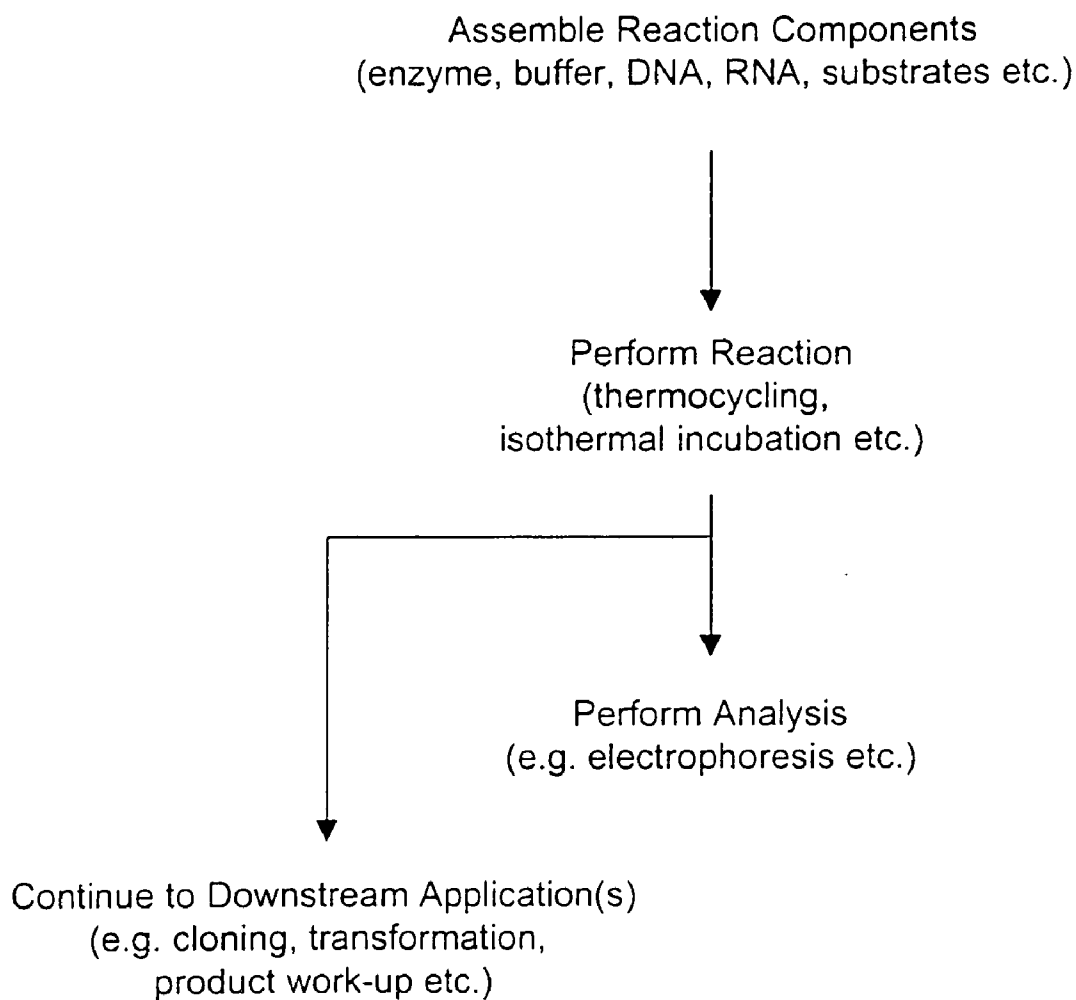 Assemble Reaction Components
(enzyme, buffer, DNA, RNA, substrates etc.)
Perform Reaction
(thermocycling,
isothermal incubation etc.)
Perform Analysis
(e.g. electrophoresis etc.)
Continue to Downstream Application(s)
(e.g. cloning, transformation,
product work-up etc.)